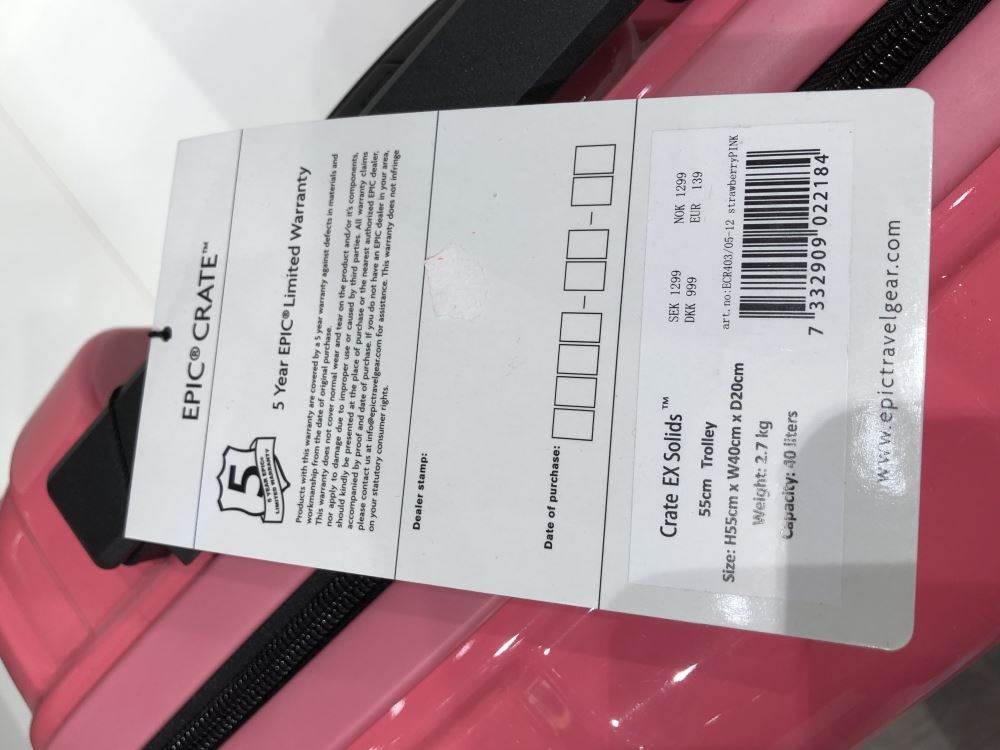 EPIC® CRATE™
5 Year EPIC® Limited Warranty
5
5 YEAR EPIC®
LIMITED WARRANTY
Products with this warranty are covered by a 5 year warranty against defects in materials and
workmanship from the date of original purchase.
This warranty does not cover normal wear and tear on the product and/or it's components,
nor apply to damage due to improper use or caused by third parties. All warranty claims
should kindly be presented at the place of purchase or the nearest authorized EPIC dealer,
accompanied by proof and date of purchase. If you do not have an EPIC dealer in your area,
please contact us at info@epictravelgear.com for assistance. This warranty does not infringe
on your statutory consumer rights.
Dealer stamp:
Date of purchase:
Crate EX Solids ™
55cm Trolley
Size: H55cm x W40cm x D20cm
Weight: 2.7 kg
Capacity: 40 liters
SEK 1299 NOK 1299
DKK 999 EUR 139
art.no:ECR403/05-12 strawberryPINK
7 332909 022184
www.epictravelgear.com